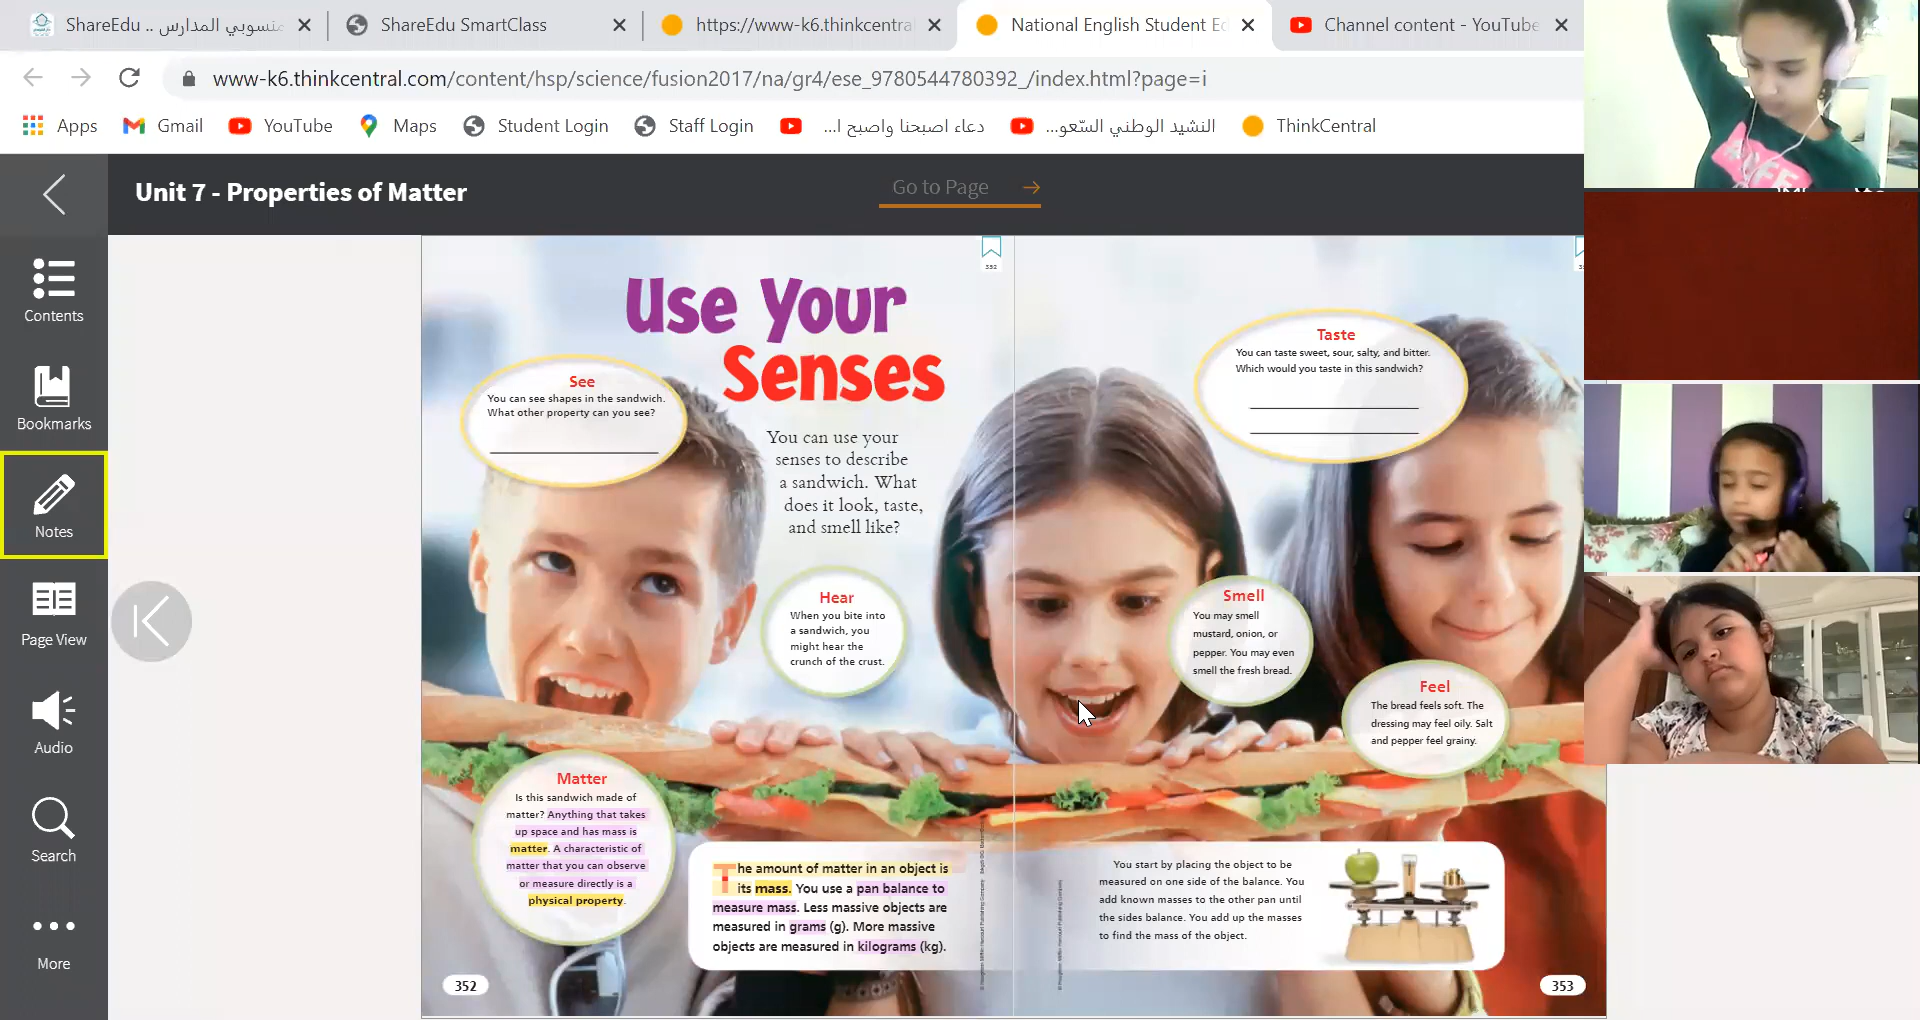 ShareEdu .. منسوبي المدارس
ShareEdu SmartClass
https://www-k6.thinkcentra
National English Student Ed
Channel content - YouTube
www-k6.thinkcentral.com/content/hsp/science/fusion2017/na/gr4/ese_9780544780392_/index.html?page=i
Apps
Gmail
YouTube
Maps
Student Login
Staff Login
دعاء اصبحنا واصبح ا...
النشيد الوطني السّعو...
ThinkCentral
Unit 7 - Properties of Matter
Go to Page
Contents
Bookmarks
Notes
Page View
Audio
Search
More
352
Use Your
Senses
See
You can see shapes in the sandwich.
What other property can you see?
You can use your
senses to describe
a sandwich. What
does it look, taste,
and smell like?
Hear
When you bite into
a sandwich, you
might hear the
crunch of the crust.
Matter
Is this sandwich made of
matter? Anything that takes
up space and has mass is
matter. A characteristic of
matter that you can observe
or measure directly is a
physical property.
The amount of matter in an object is
its mass. You use a pan balance to
measure mass. Less massive objects are
measured in grams (g). More massive
objects are measured in kilograms (kg).
352
Taste
You can taste sweet, sour, salty, and bitter.
Which would you taste in this sandwich?
Smell
You may smell
mustard, onion, or
pepper. You may even
smell the fresh bread.
Feel
The bread feels soft. The
dressing may feel oily. Salt
and pepper feel grainy.
You start by placing the object to be
measured on one side of the balance. You
add known masses to the other pan until
the sides balance. You add up the masses
to find the mass of the object.
353